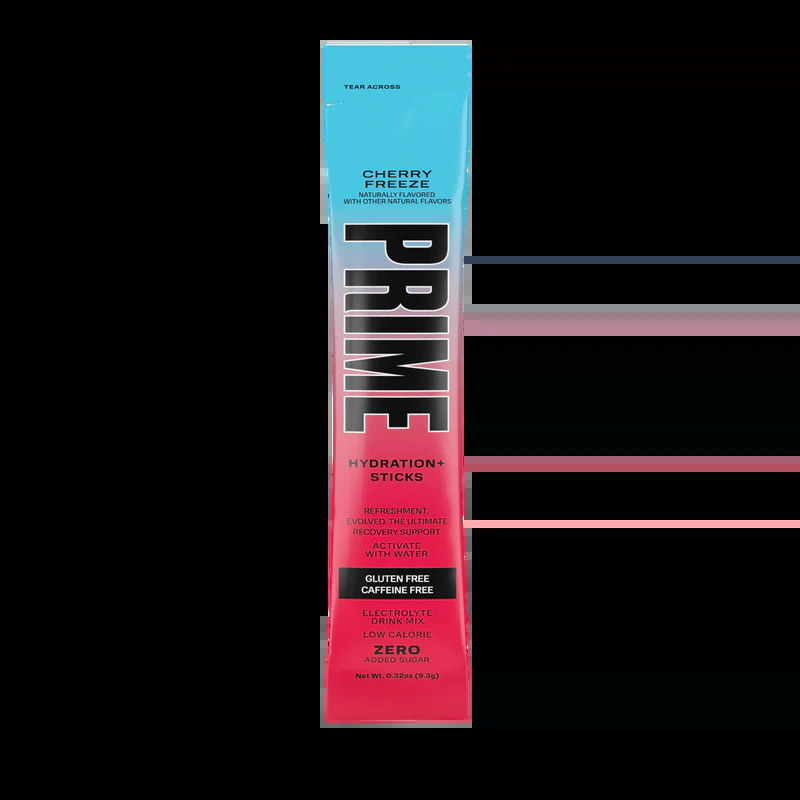 TEAR ACROSS
CHERRY
FREEZE
NATURALLY FLAVORED
WITH OTHER NATURAL FLAVORS
PRIME
HYDRATION+
STICKS
REFRESHMENT,
EVOLVED. THE ULTIMATE
RECOVERY SUPPORT.
ACTIVATE
WITH WATER
GLUTEN FREE
CAFFEINE FREE
ELECTROLYTE
DRINK MIX
LOW CALORIE
ZERO
ADDED SUGAR
Net Wt. 0.32oz (9.3g)